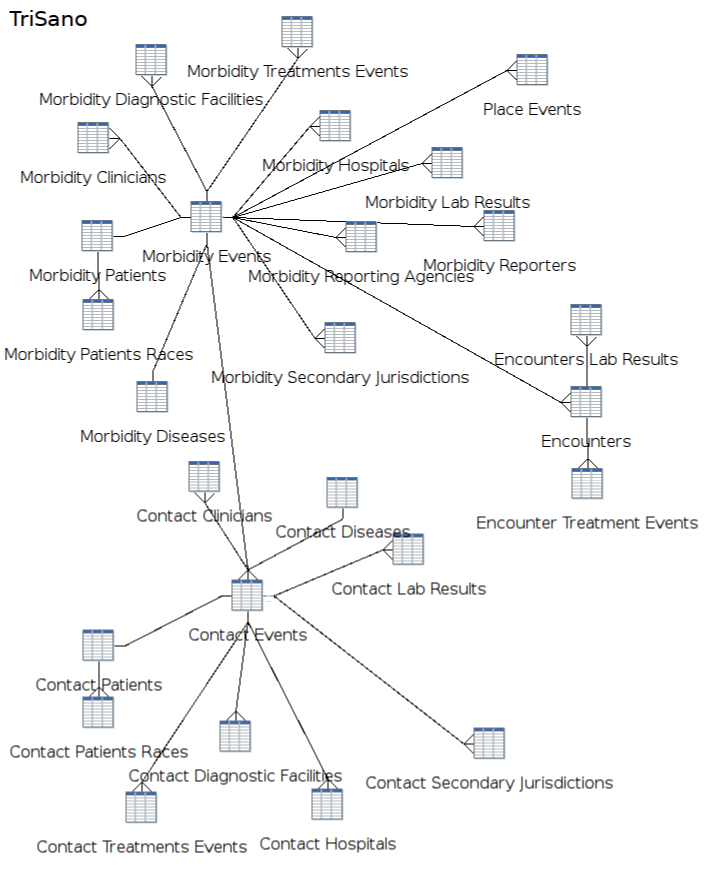 TriSano
Morbidity Treatments Events
Morbidity Diagnostic Facilities
Place Events
Morbidity Hospitals
Morbidity Clinicians
Morbidity Lab Results
Morbidity Events
Morbidity Reporters
Morbidity Patients
Morbidity Reporting Agencies
Morbidity Patients Races
Encounters Lab Results
Morbidity Secondary Jurisdictions
Morbidity Diseases
Encounters
Contact Clinicians
Encounter Treatment Events
Contact Diseases
Contact Lab Results
Contact Events
Contact Patients
Contact Patients Races
Contact Diagnostic Facilities
Contact Secondary Jurisdictions
Contact Treatments Events
Contact Hospitals